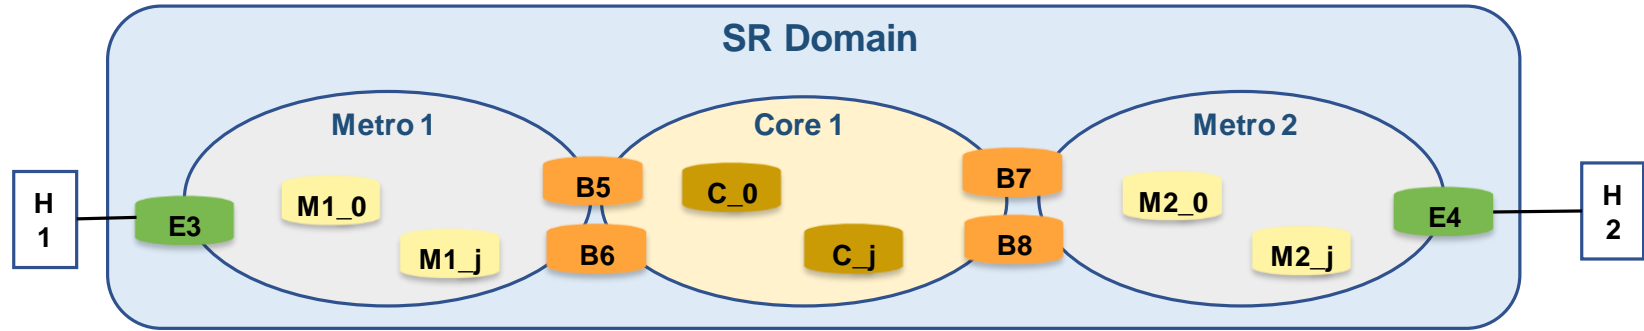 SR Domain
Metro 1
Core 1
Metro 2
H
1
E3
M1_0
M1_j
B5
B6
C_0
C_j
B7
B8
M2_0
M2_j
E4
H
2